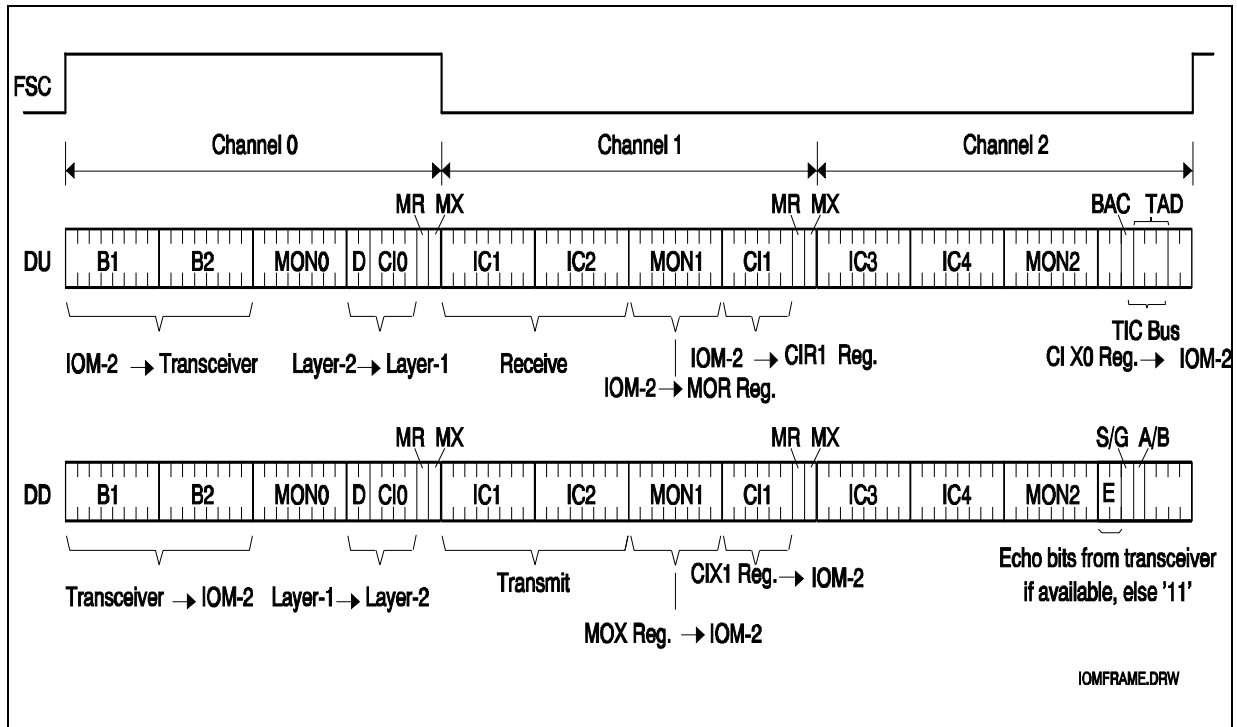 FSC
Channel 0 Channel 1 Channel 2
MR MX MR MX BAC TAD
DU B1 B2 MON0 D CI0 IC1 IC2 MON1 CI1 IC3 IC4 MON2
TIC Bus
IOM-2 → Transceiver Layer-2 → Layer-1 Receive IOM-2 → CIR1 Reg. CI X0 Reg. → IOM-2
IOM-2 → MOR Reg.
MR MX MR MX S/G A/B
DD B1 B2 MON0 D CI0 IC1 IC2 MON1 CI1 IC3 IC4 MON2 E
Transceiver → IOM-2 Layer-1 → Layer-2 Transmit CIX1 Reg. → IOM-2 Echo bits from transceiver
if available, else '11'
MOX Reg. → IOM-2
IOMFRAME.DRW